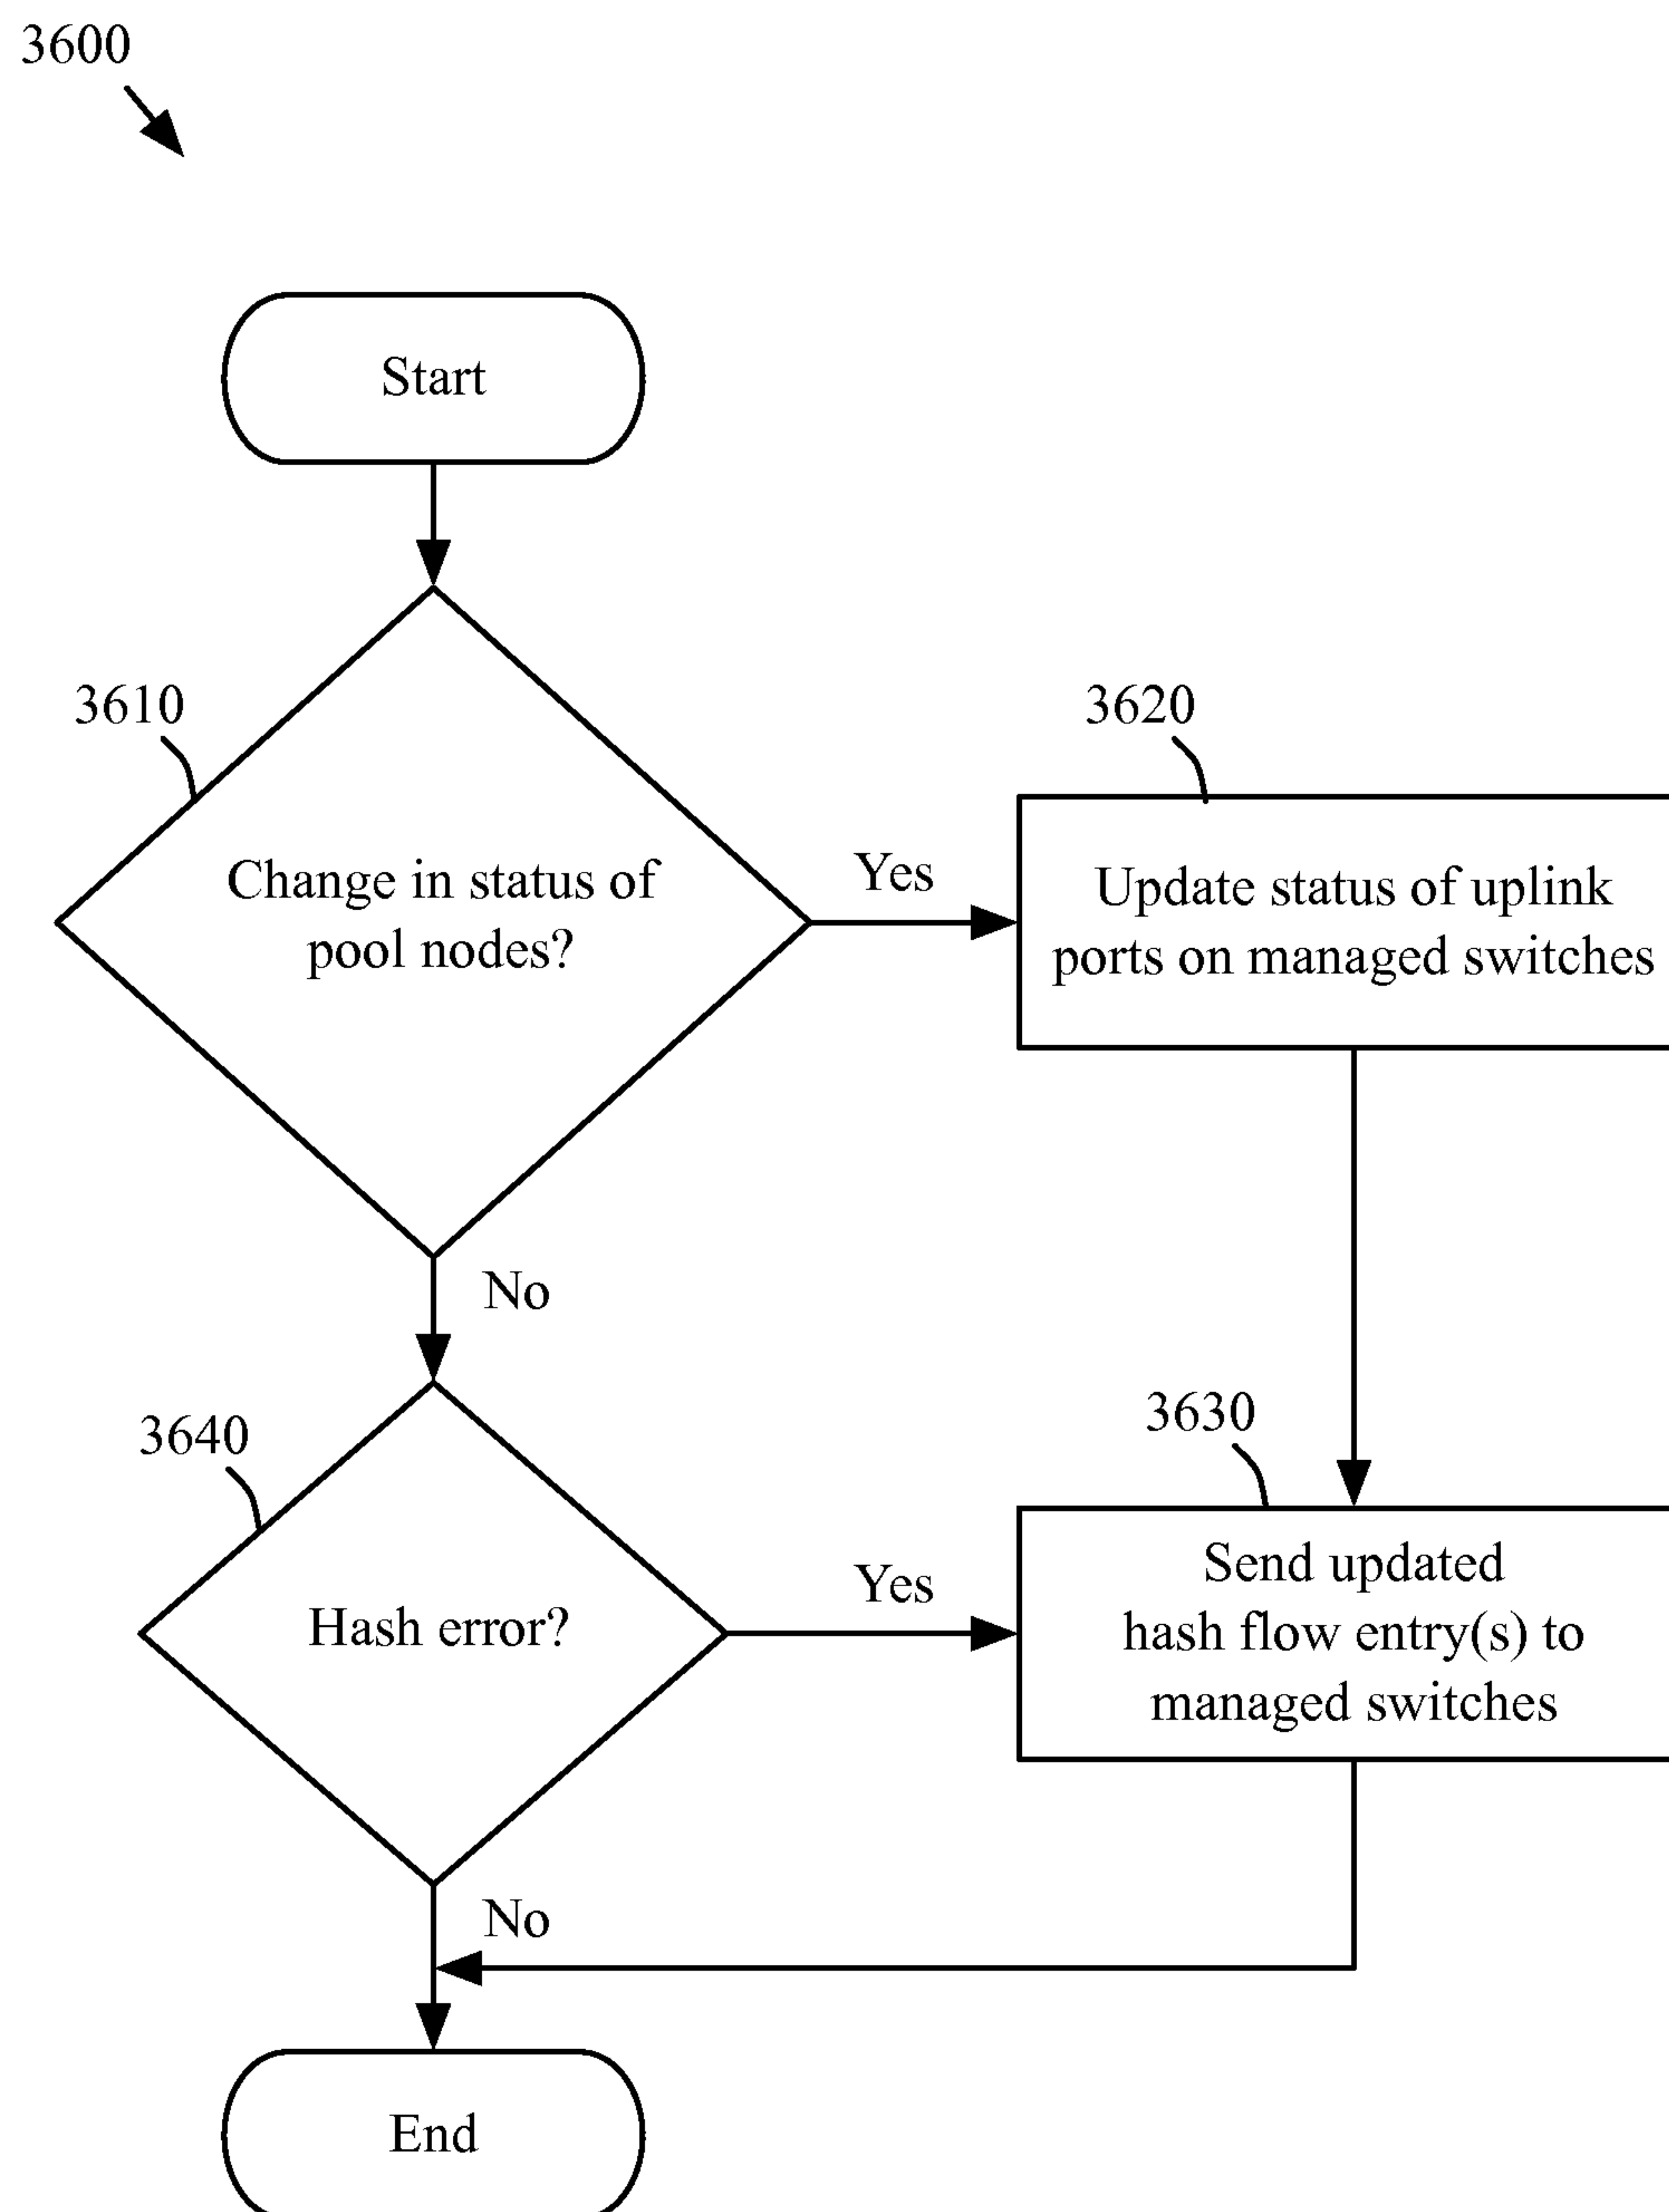 3600
Start
3610
Change in status of
pool nodes?
Yes
3620
Update status of uplink
ports on managed switches
No
3640
Hash error?
Yes
3630
Send updated
hash flow entry(s) to
managed switches
No
End